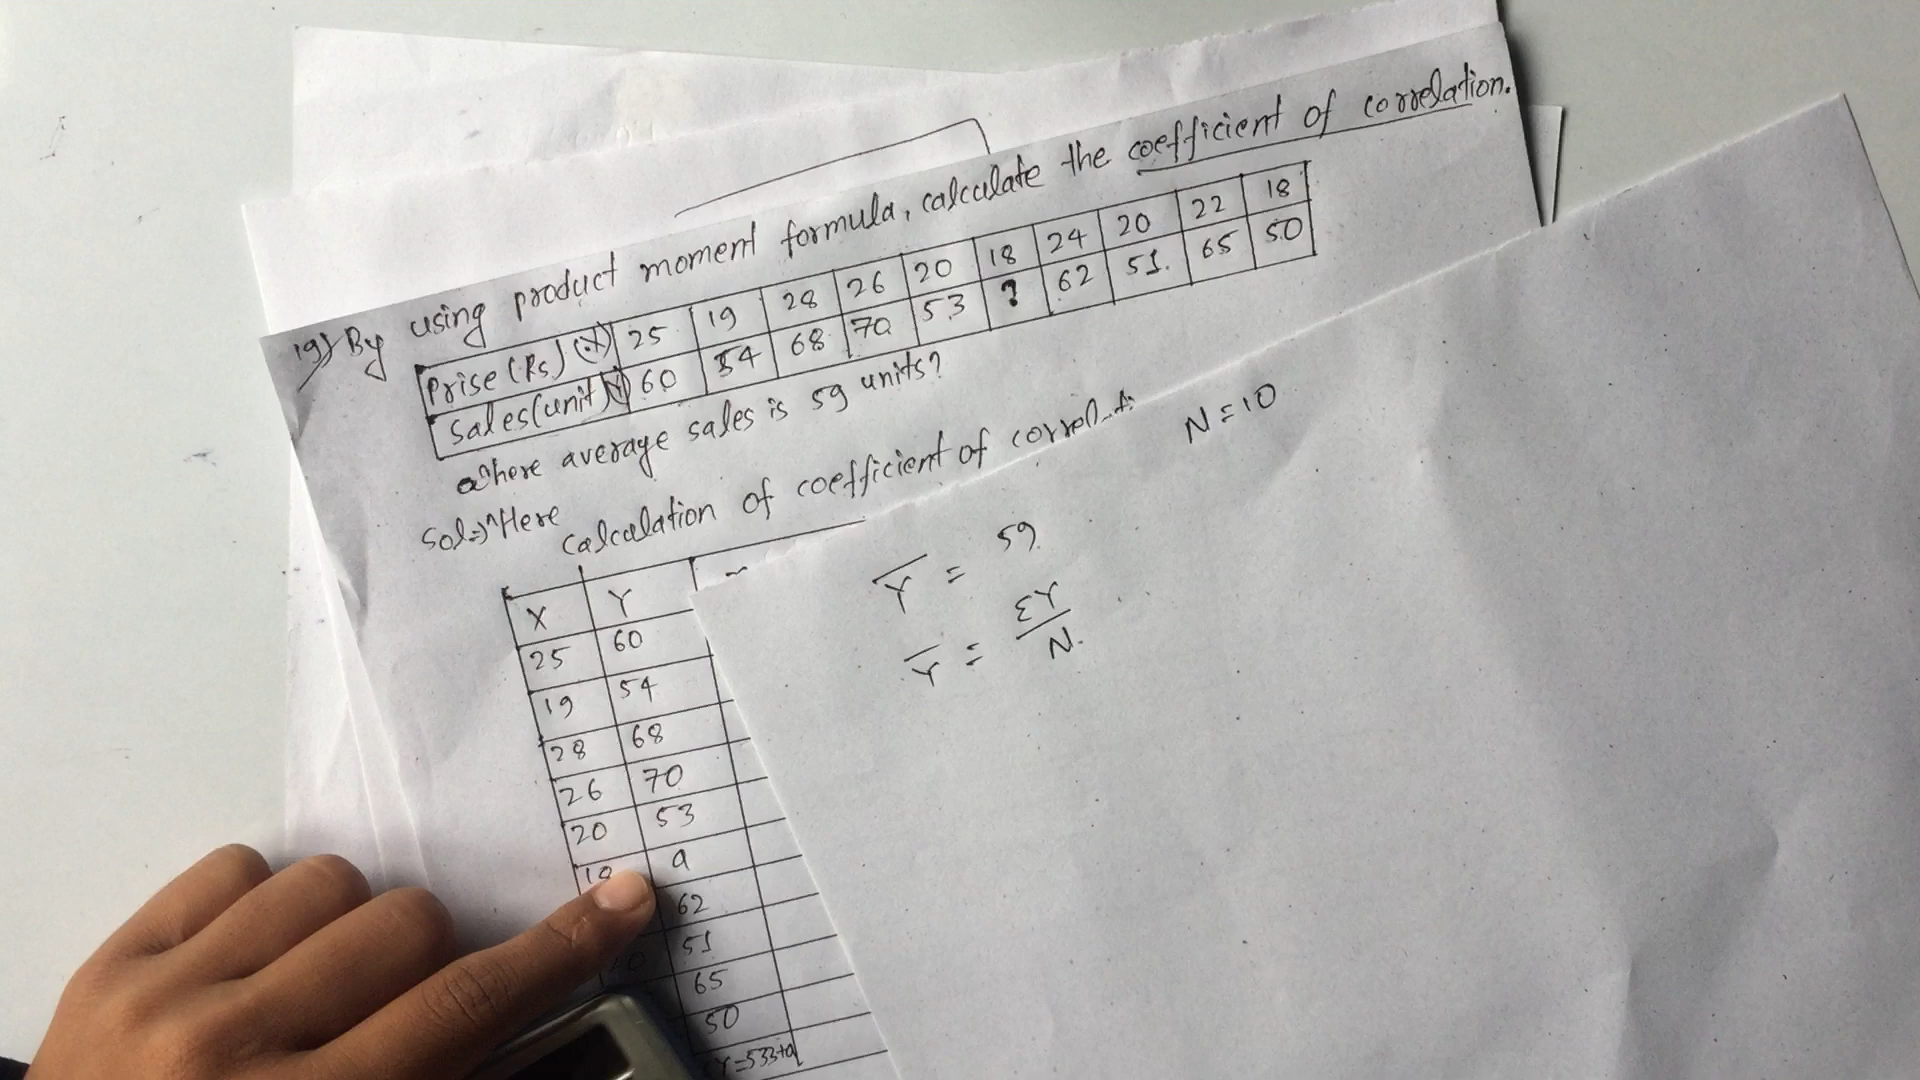 19) By using product moment formula, calculate the coefficient of correlation.
Prise (Rs.) (X) 25 19 28 26 20 18 24 20 22 18
Sales (unit) (Y) 60 54 68 70 53 ? 62 51. 65 50
where average sales is 59 units?
Sol=)^n Here
N = 10
Calculation of coefficient of
Y̅ = 59.
Y̅ = ΣY
N.
X Y
25 60
19 54
28 68
26 70
20 53
a
62
51
65
50
Y=533+a